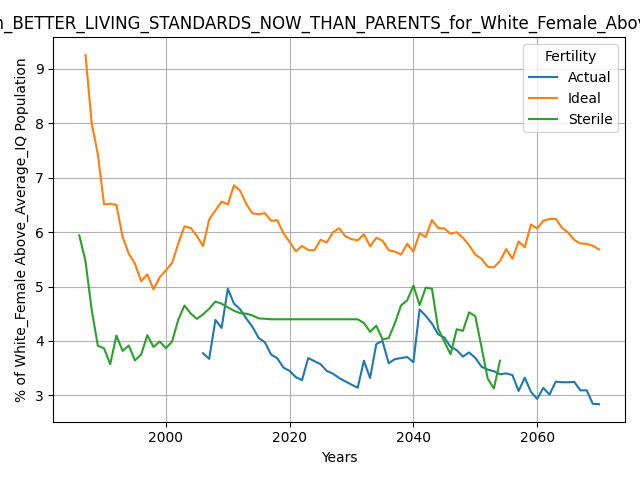 BETTER_LIVING_STANDARDS_NOW_THAN_PARENTS_for_White_Female_Abov
Fertility
Actual
Ideal
Sterile
% of White_Female Above_Average_IQ Population
9
8
7
6
5
4
3
2000
2020
2040
2060
Years